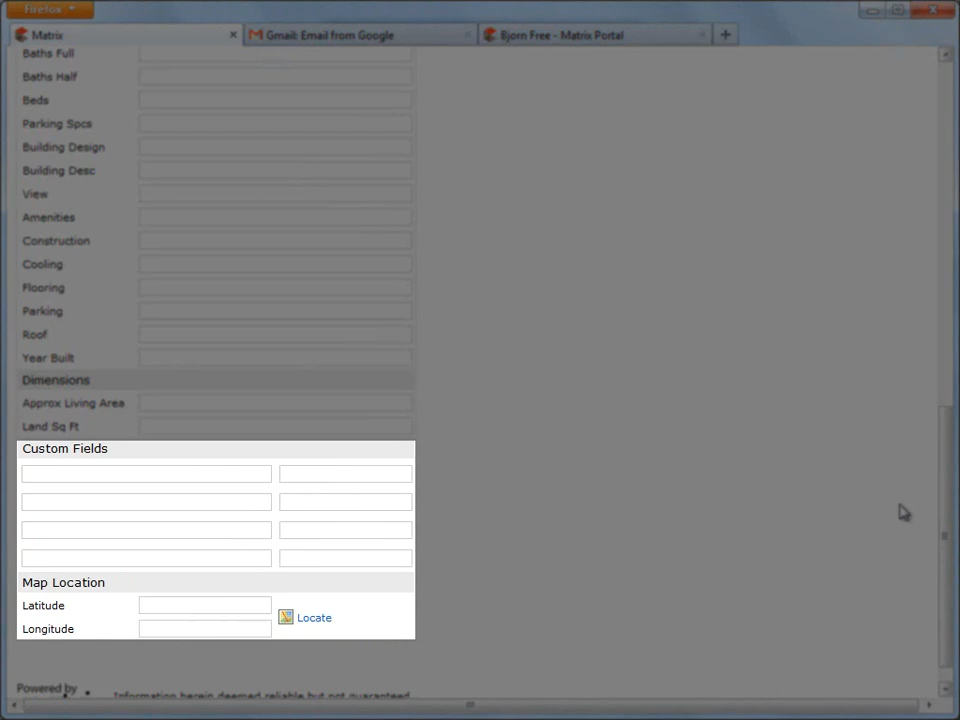 Firefox
Matrix
Gmail: Email from Google
Bjorn Free - Matrix Portal
Baths Full
Baths Half
Beds
Parking Spcs
Building Design
Building Desc
View
Amenities
Construction
Cooling
Flooring
Parking
Roof
Year Built
Dimensions
Approx Living Area
Land Sq Ft
Custom Fields
Map Location
Latitude
Locate
Longitude
Powered by
Information herein deemed reliable but not guaranteed